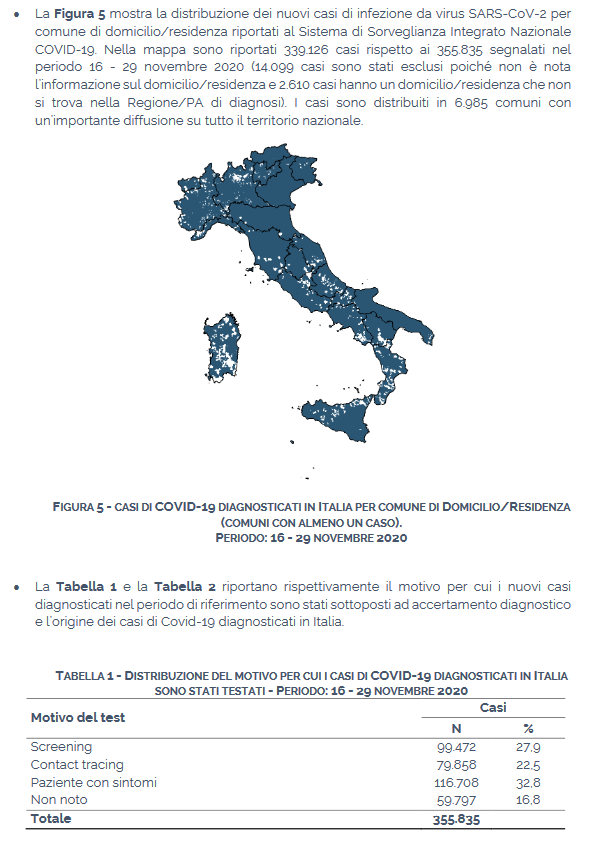 • La Figura 5 mostra la distribuzione dei nuovi casi di infezione da virus SARS-CoV-2 per
comune di domicilio/residenza riportati al Sistema di Sorveglianza Integrato Nazionale
COVID-19. Nella mappa sono riportati 339.126 casi rispetto ai 355.835 segnalati nel
periodo 16 - 29 novembre 2020 (14.099 casi sono stati esclusi poiché non è nota
l'informazione sul domicilio/residenza e 2.610 casi hanno un domicilio/residenza che non
si trova nella Regione/PA di diagnosi). I casi sono distribuiti in 6.985 comuni con
un'importante diffusione su tutto il territorio nazionale.
FIGURA 5 - CASI DI COVID-19 DIAGNOSTICATI IN ITALIA PER COMUNE DI DOMICILIO/RESIDENZA
(COMUNI CON ALMENO UN CASO).
PERIODO: 16 - 29 NOVEMBRE 2020
• La Tabella 1 e la Tabella 2 riportano rispettivamente il motivo per cui i nuovi casi
diagnosticati nel periodo di riferimento sono stati sottoposti ad accertamento diagnostico
e l'origine dei casi di Covid-19 diagnosticati in Italia.
TABELLA 1 - DISTRIBUZIONE DEL MOTIVO PER CUI I CASI DI COVID-19 DIAGNOSTICATI IN ITALIA
SONO STATI TESTATI - PERIODO: 16 - 29 NOVEMBRE 2020
Motivo del test Casi
N %
Screening 99.472 27,9
Contact tracing 79.858 22,5
Paziente con sintomi 116.708 32,8
Non noto 59.797 16,8
Totale 355.835